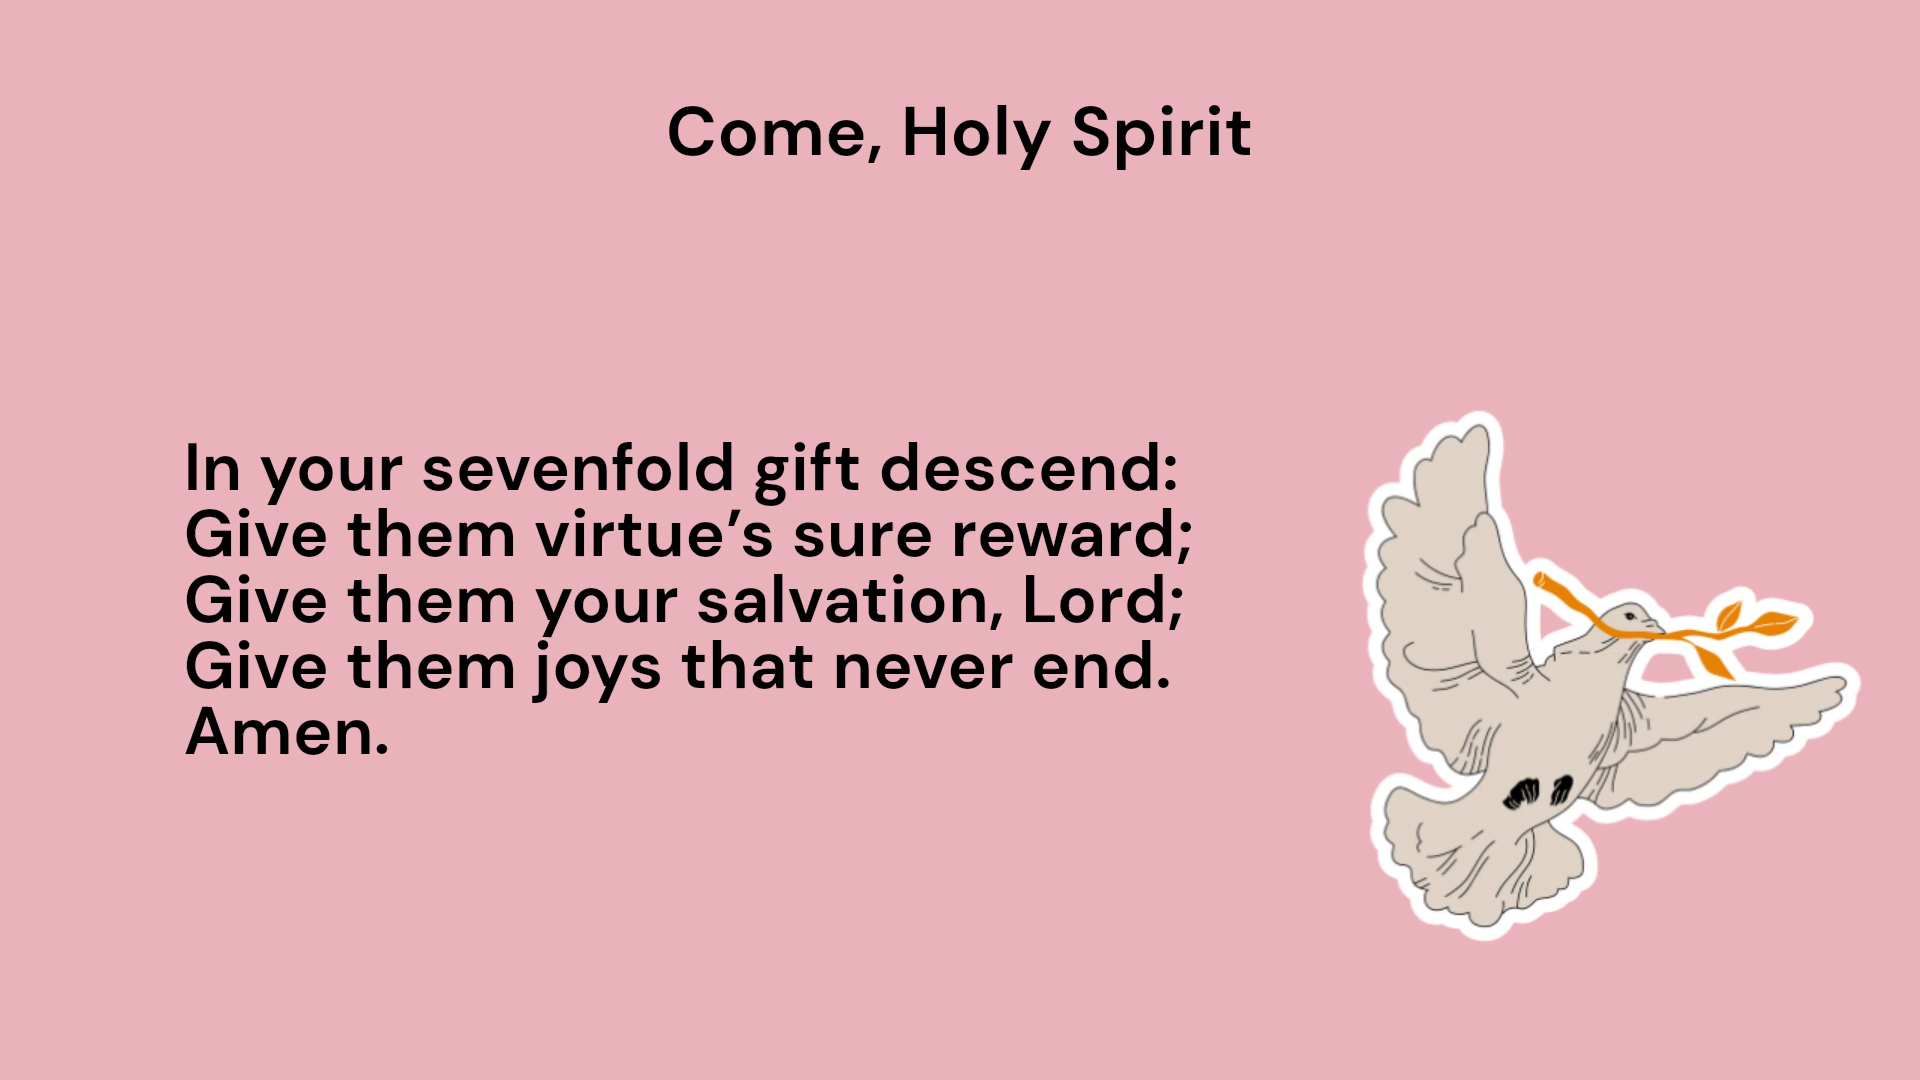 Come, Holy Spirit
In your sevenfold gift descend:
Give them virtue’s sure reward;
Give them your salvation, Lord;
Give them joys that never end.
Amen.